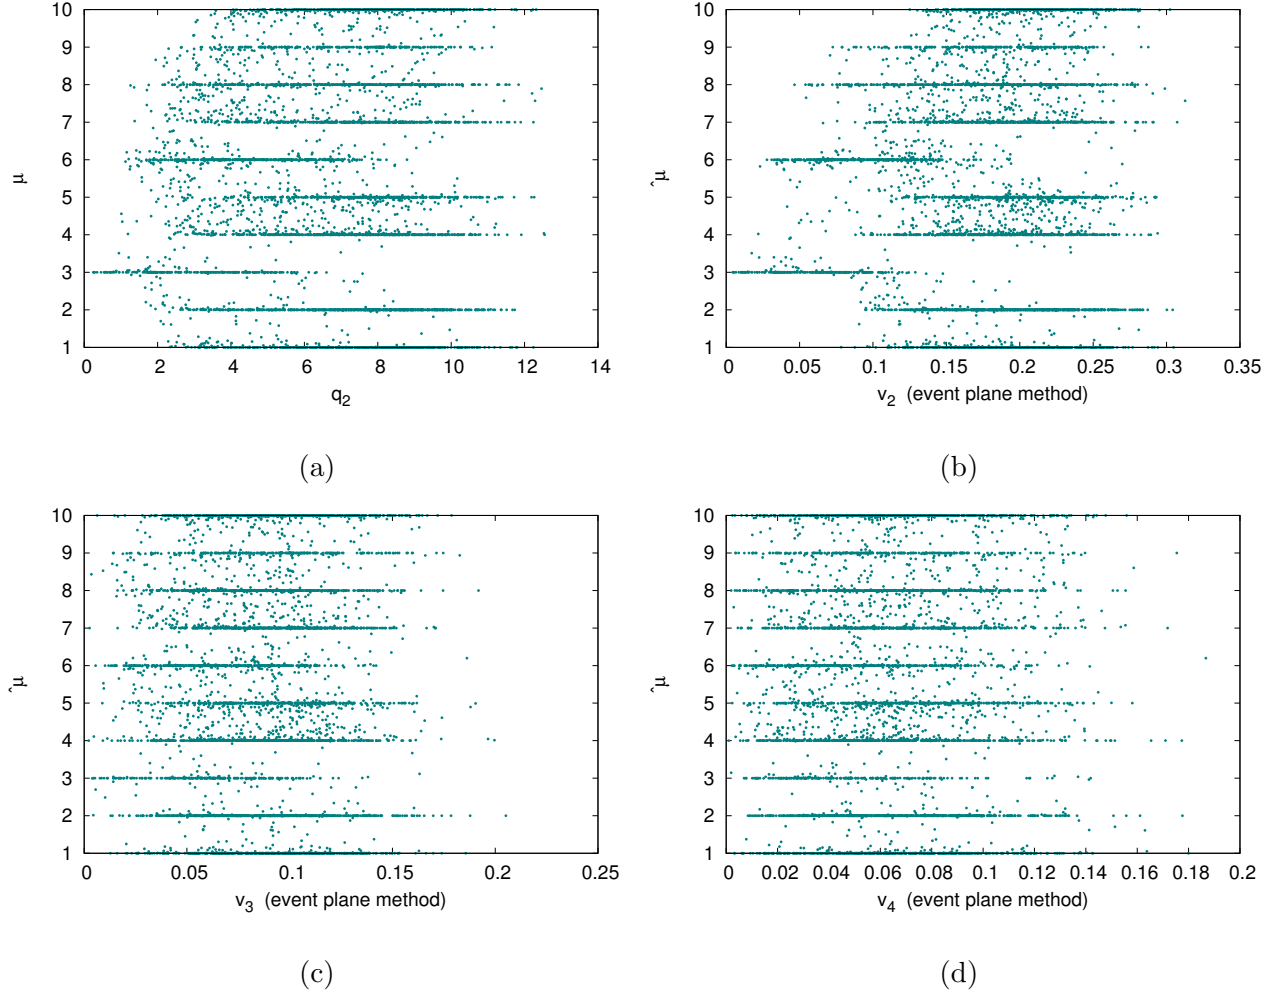 10
9
8
7
6
5
4
3
2
1
μ
0 2 4 6 8 10 12 14
q2
(a)
10
9
8
7
6
5
4
3
2
1
μ̂
0 0.05 0.1 0.15 0.2 0.25 0.3 0.35
v2 (event plane method)
(b)
10
9
8
7
6
5
4
3
2
1
μ̂
0 0.05 0.1 0.15 0.2 0.25
v3 (event plane method)
(c)
10
9
8
7
6
5
4
3
2
1
μ̂
0 0.02 0.04 0.06 0.08 0.1 0.12 0.14 0.16 0.18 0.2
v4 (event plane method)
(d)